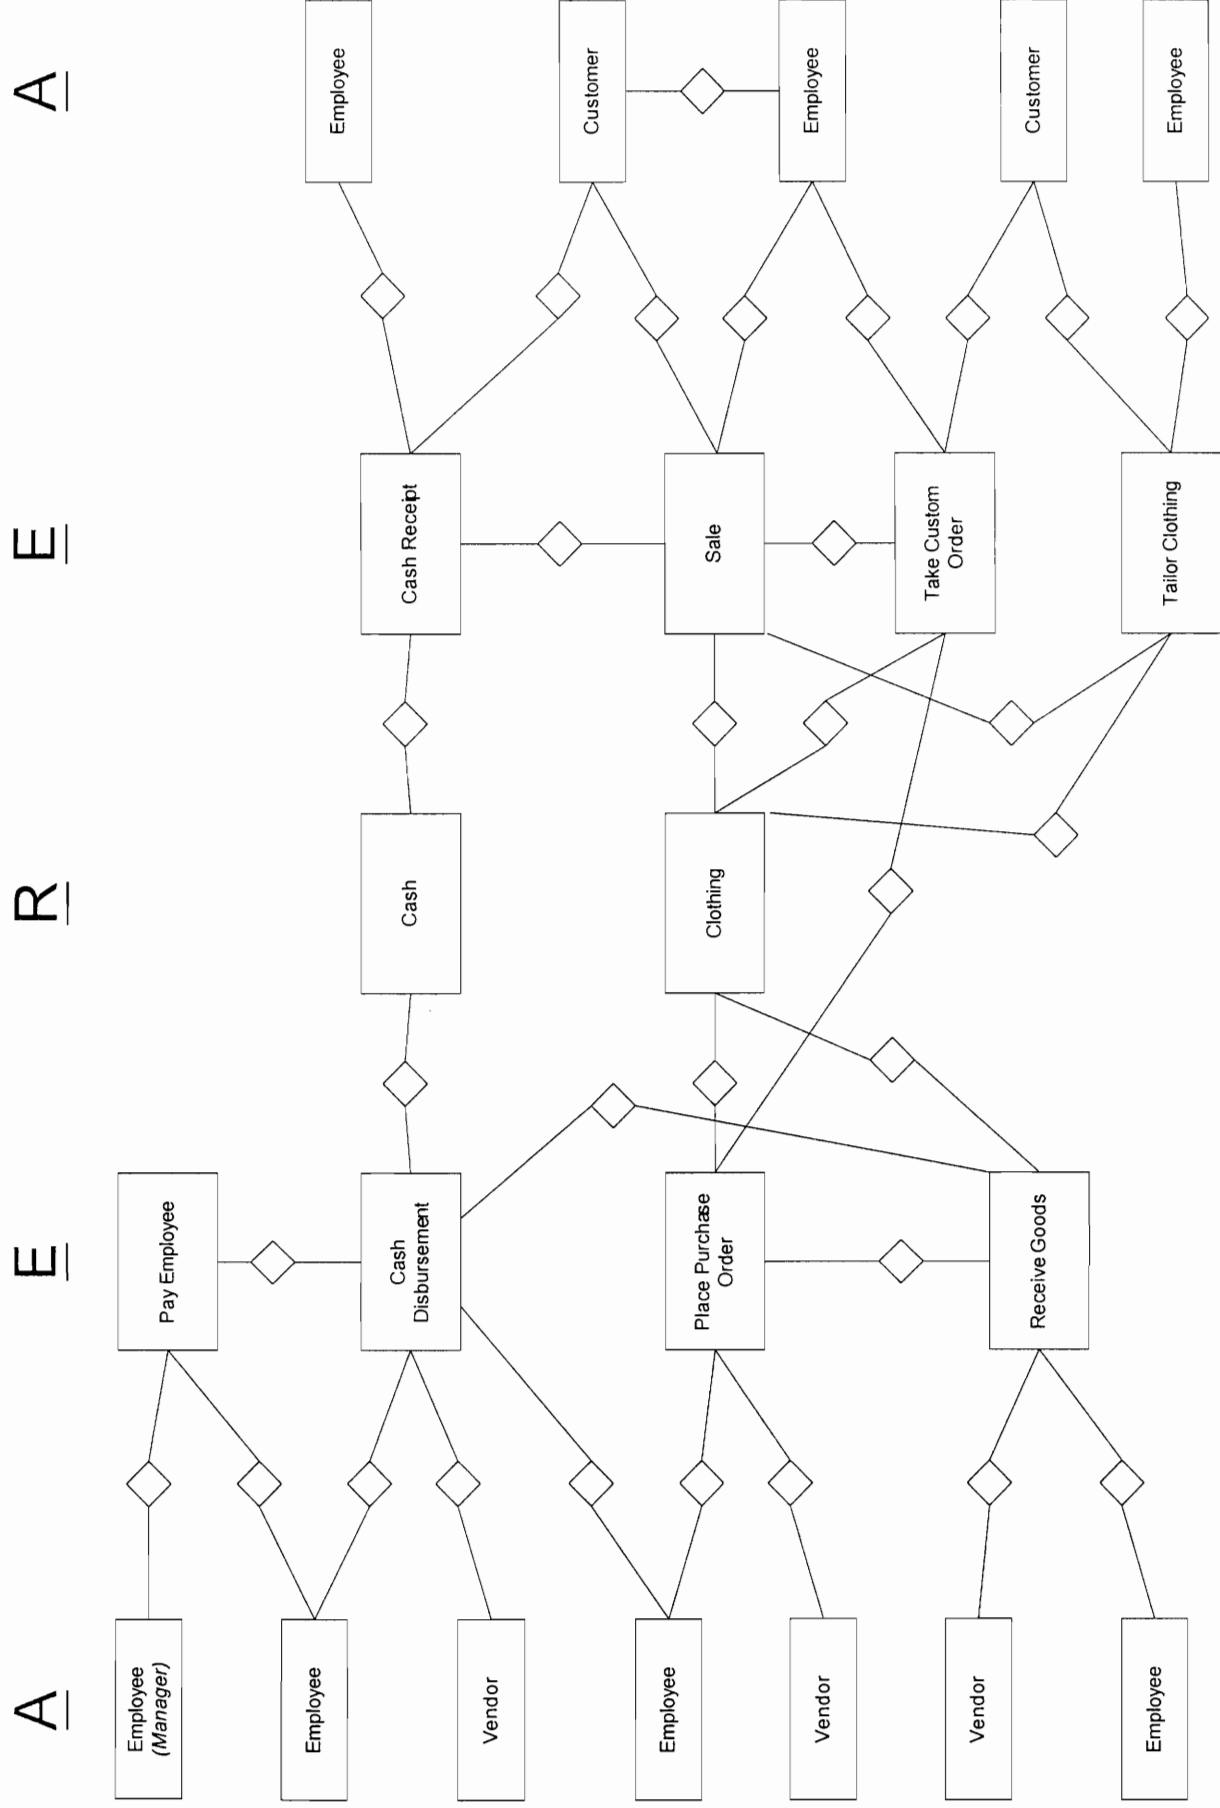 A
E
R
E
A
Employee
(Manager)
Pay Employee
Employee
Cash
Disbursement
Cash
Cash Receipt
Employee
Vendor
Customer
Employee
Place Purchase
Order
Clothing
Sale
Employee
Vendor
Take Custom
Order
Vendor
Receive Goods
Customer
Employee
Tailor Clothing
Employee